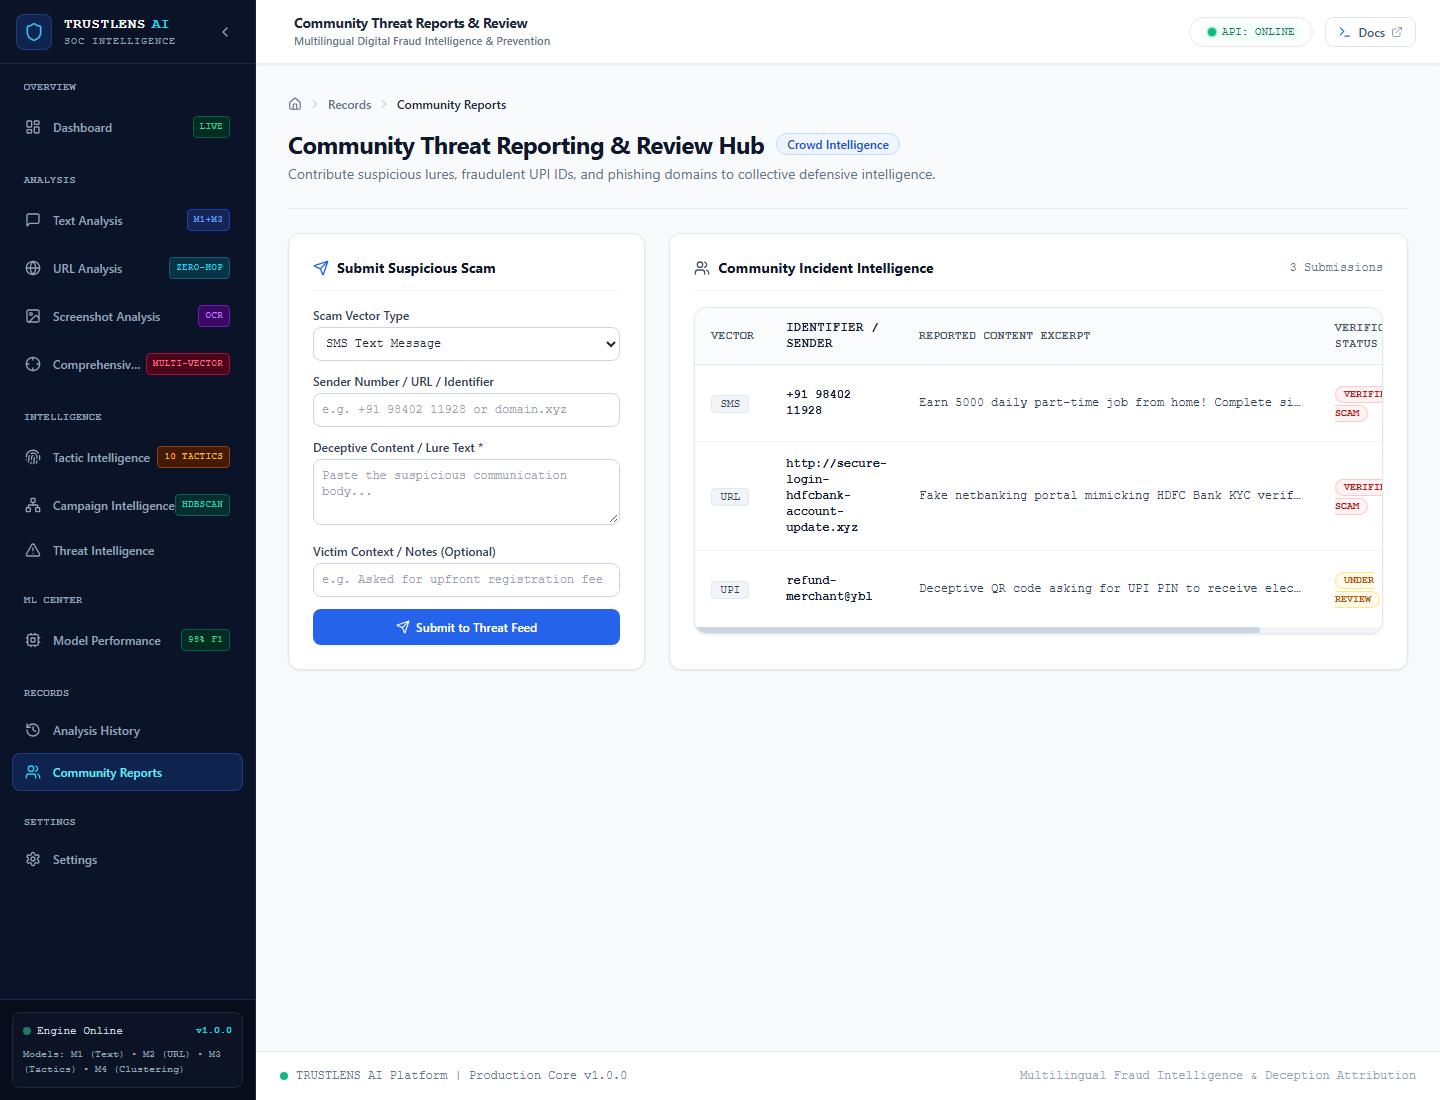 TRUSTLENS AI
SOC INTELLIGENCE
OVERVIEW
Dashboard
LIVE
ANALYSIS
Text Analysis
M1+M3
URL Analysis
ZERO-HOP
Screenshot Analysis
OCR
Comprehensiv...
MULTI-VECTOR
INTELLIGENCE
Tactic Intelligence
10 TACTICS
Campaign Intelligence
HDBSCAN
Threat Intelligence
ML CENTER
Model Performance
98% F1
RECORDS
Analysis History
Community Reports
SETTINGS
Settings
Engine Online
v1.0.0
Models: M1 (Text) • M2 (URL) • M3
(Tactics) • M4 (Clustering)
Community Threat Reports & Review
Multilingual Digital Fraud Intelligence & Prevention
API: ONLINE
Docs
Records
Community Reports
Community Threat Reporting & Review Hub
Crowd Intelligence
Contribute suspicious lures, fraudulent UPI IDs, and phishing domains to collective defensive intelligence.
Submit Suspicious Scam
Scam Vector Type
SMS Text Message
Sender Number / URL / Identifier
e.g. +91 98402 11928 or domain.xyz
Deceptive Content / Lure Text *
Paste the suspicious communication
body...
Victim Context / Notes (Optional)
e.g. Asked for upfront registration fee
Submit to Threat Feed
Community Incident Intelligence
3 Submissions
VECTOR
IDENTIFIER /
SENDER
REPORTED CONTENT EXCERPT
VERIFIC
STATUS
SMS
+91 98402
11928
Earn 5000 daily part-time job from home! Complete si…
VERIFI
SCAM
URL
http://secure-
login-
hdfcbank-
account-
update.xyz
Fake netbanking portal mimicking HDFC Bank KYC verif…
VERIFI
SCAM
UPI
refund-
merchant@ybl
Deceptive QR code asking for UPI PIN to receive elec…
UNDER
REVIEW
TRUSTLENS AI Platform | Production Core v1.0.0
Multilingual Fraud Intelligence & Deception Attribution